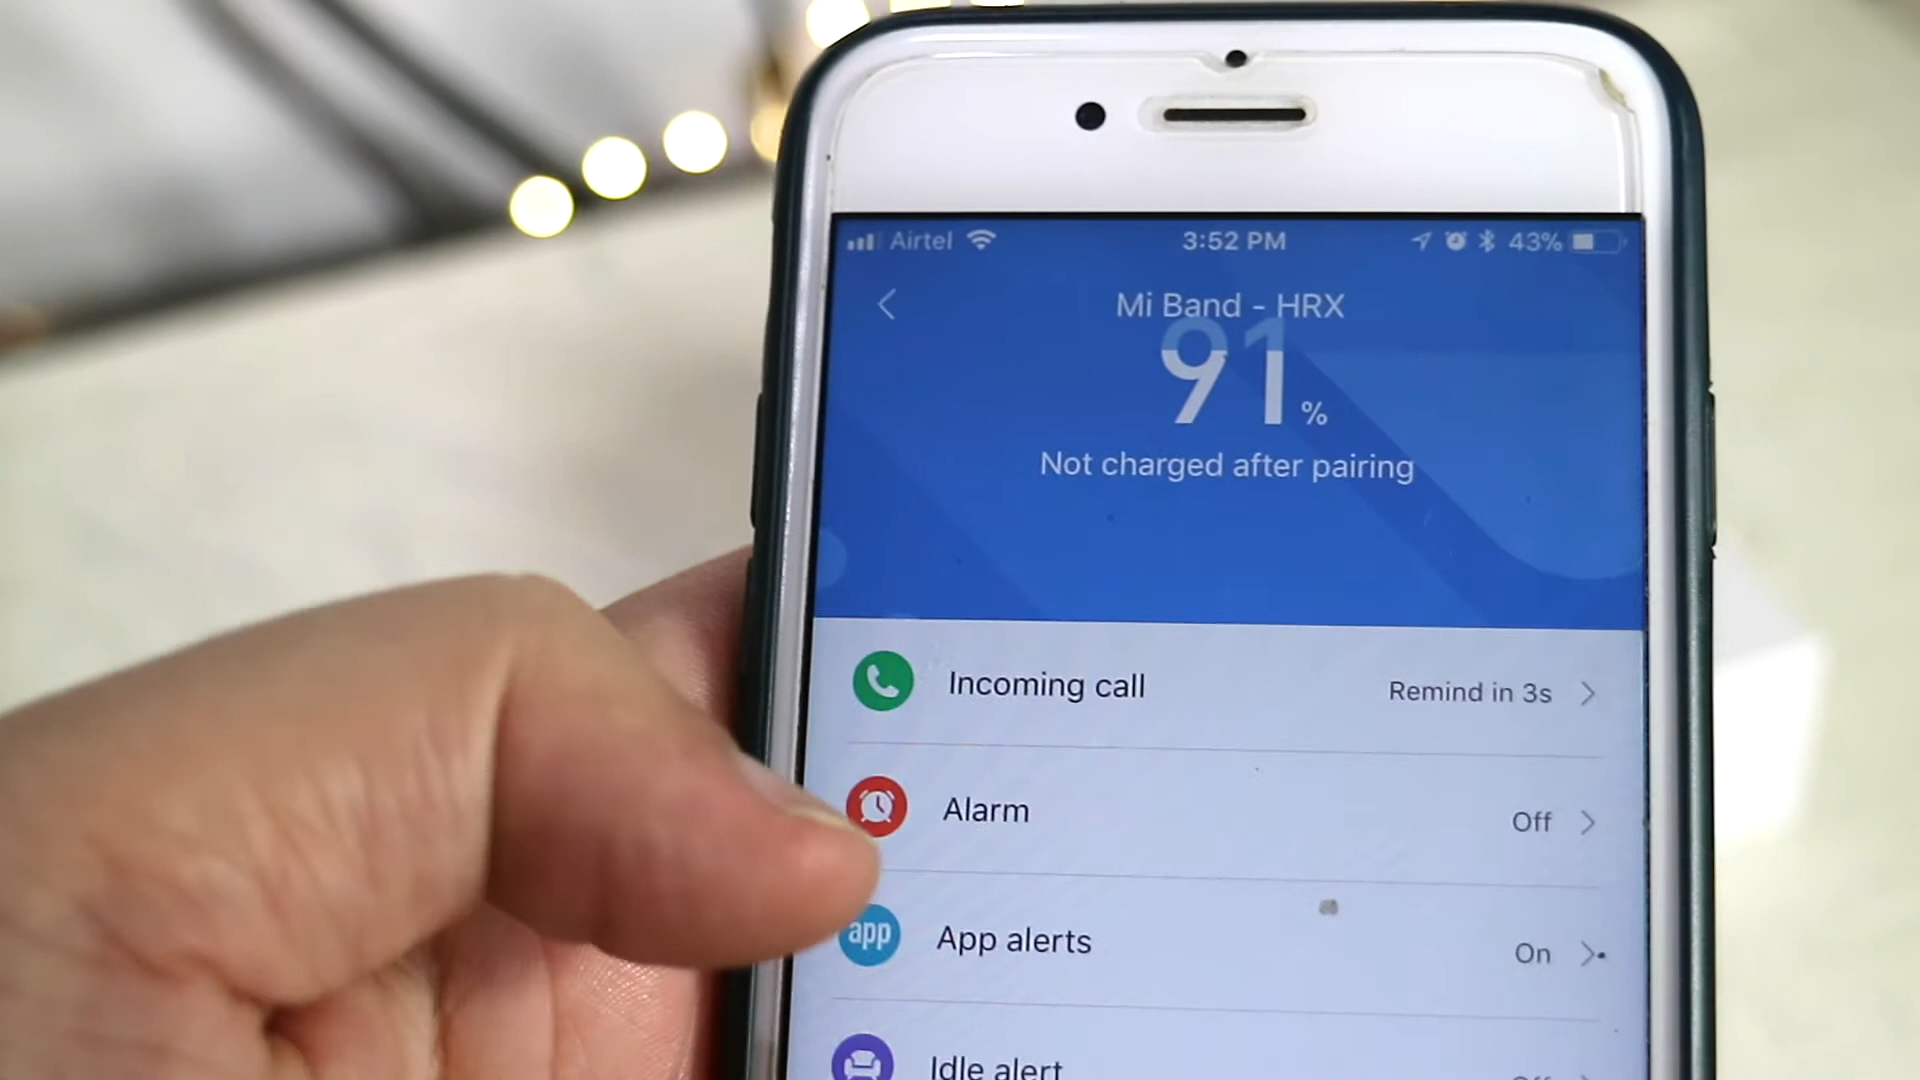 Airtel 3:52 PM 43%
Mi Band - HRX
91%
Not charged after pairing
Incoming call Remind in 3s
Alarm Off
app App alerts On
Idle alert